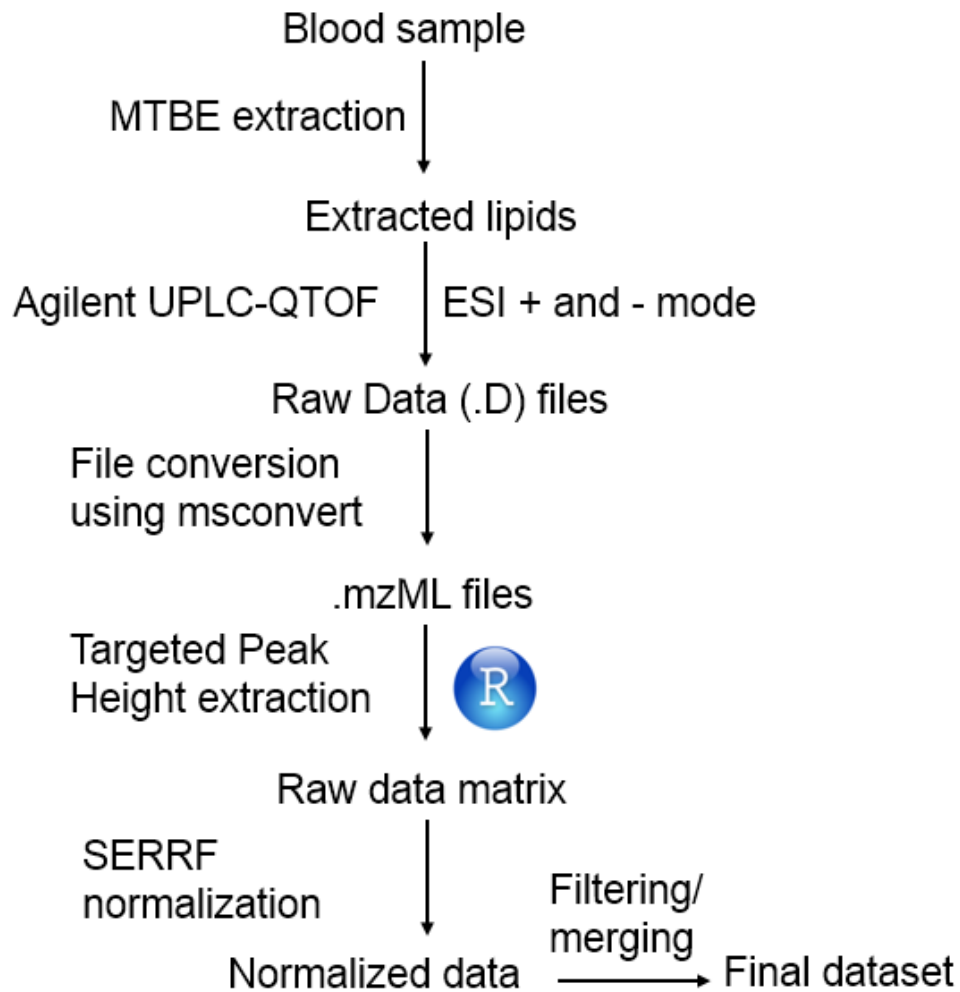 Blood sample
MTBE extraction
Extracted lipids
Agilent UPLC-QTOF
ESI + and - mode
Raw Data (.D) files
File conversion
using msconvert
.mzML files
Targeted Peak
Height extraction
R
Raw data matrix
SERRF
normalization
Filtering/
merging
Normalized data
Final dataset